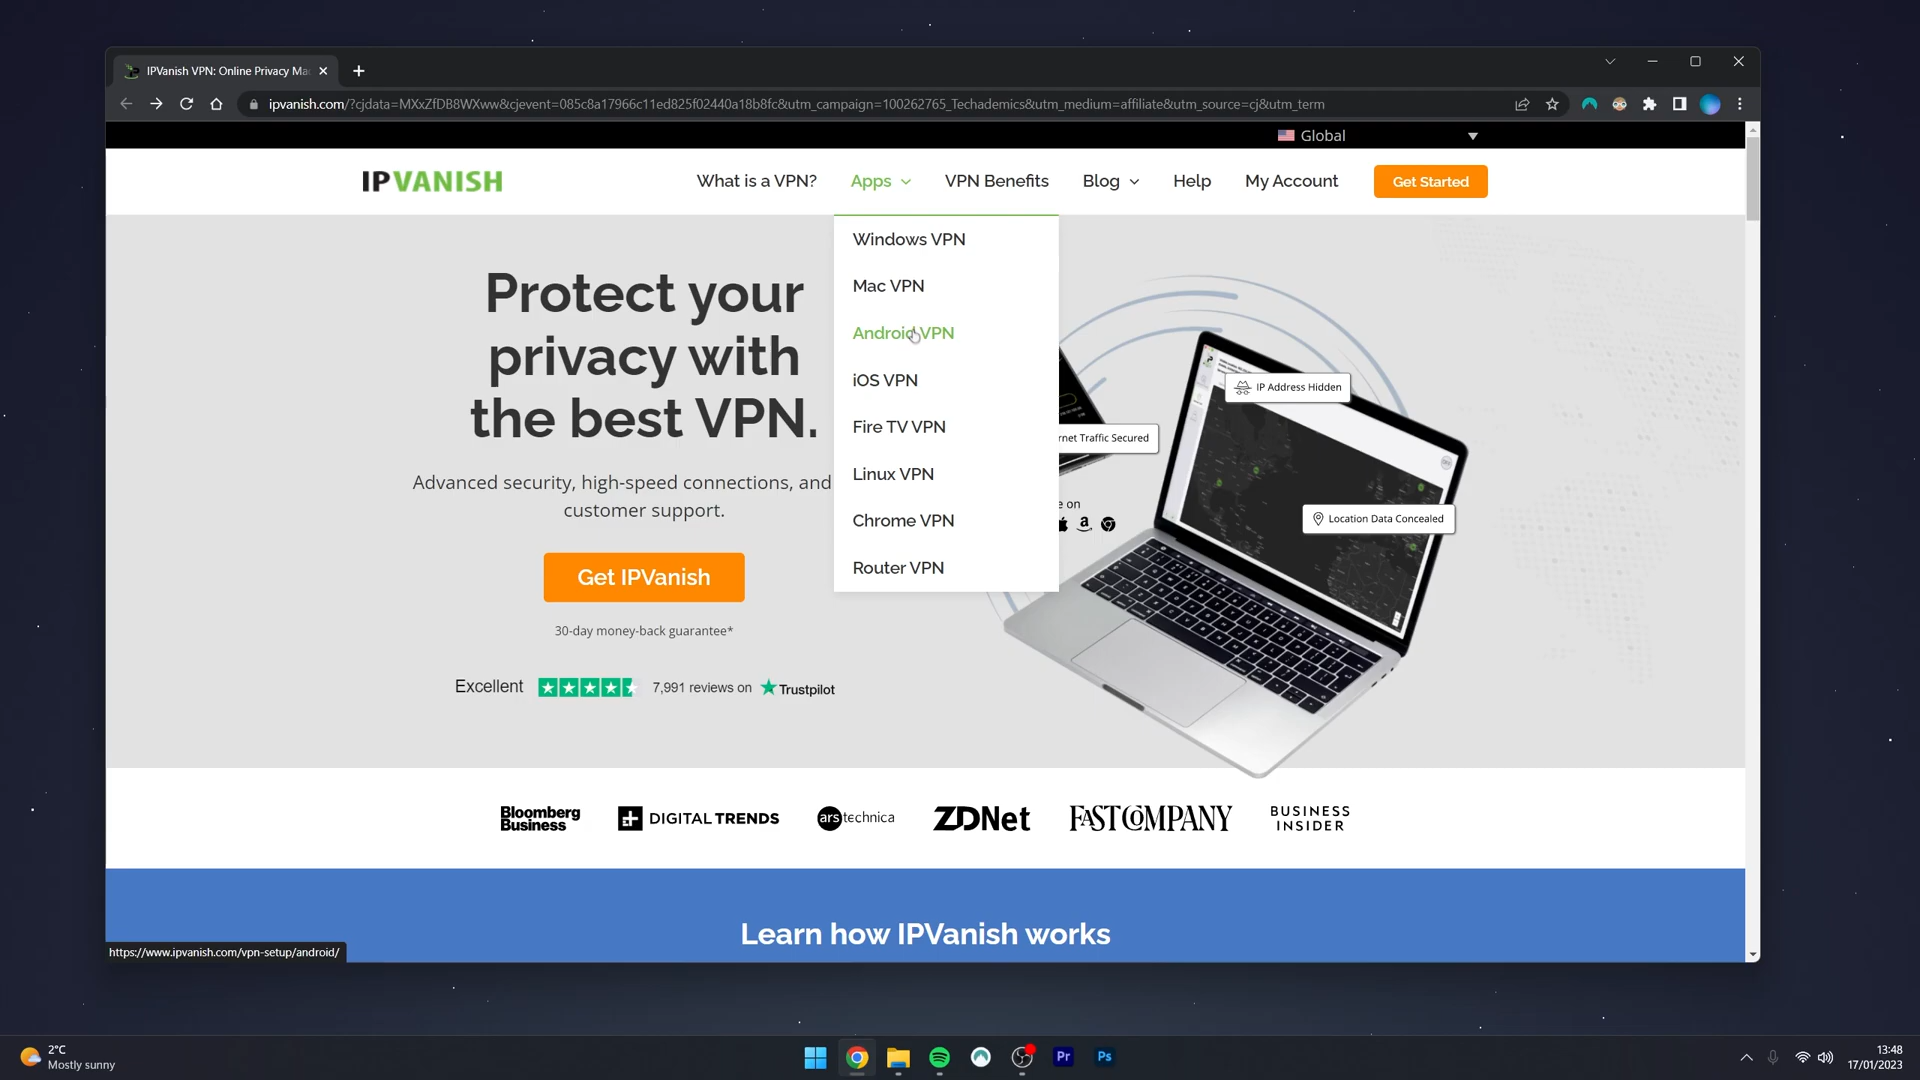 IPVanish VPN: Online Privacy Ma
ipvanish.com/?cjdata=MXxZfDB8WXww&cjevent=085c8a17966c11ed825f02440a18b8fc&utm_campaign=100262765_Techademics&utm_medium=affiliate&utm_source=cj&utm_term
Global
IPVANISH
What is a VPN?
Apps
VPN Benefits
Blog
Help
My Account
Get Started
Windows VPN
Mac VPN
Android VPN
iOS VPN
Fire TV VPN
Linux VPN
Chrome VPN
Router VPN
Protect your
privacy with
the best VPN.
Advanced security, high-speed connections, and
customer support.
Get IPVanish
30-day money-back guarantee*
Excellent
7,991 reviews on
Trustpilot
IP Address Hidden
rnet Traffic Secured
Location Data Concealed
e on
Bloomberg
Business
DIGITAL TRENDS
ars technica
ZDNet
FAST COMPANY
BUSINESS
INSIDER
Learn how IPVanish works
https://www.ipvanish.com/vpn-setup/android/
2°C
Mostly sunny
Pr
Ps
13:48
17/01/2023